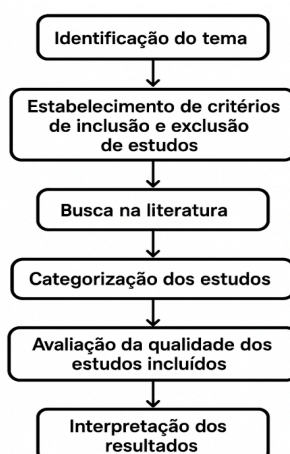 Identificação do tema
Estabelecimento de critérios
de inclusão e exclusão
de estudos
Busca na literatura
Categorização dos estudos
Avaliação da qualidade dos
estudos incluídos
Interpretação dos
resultados